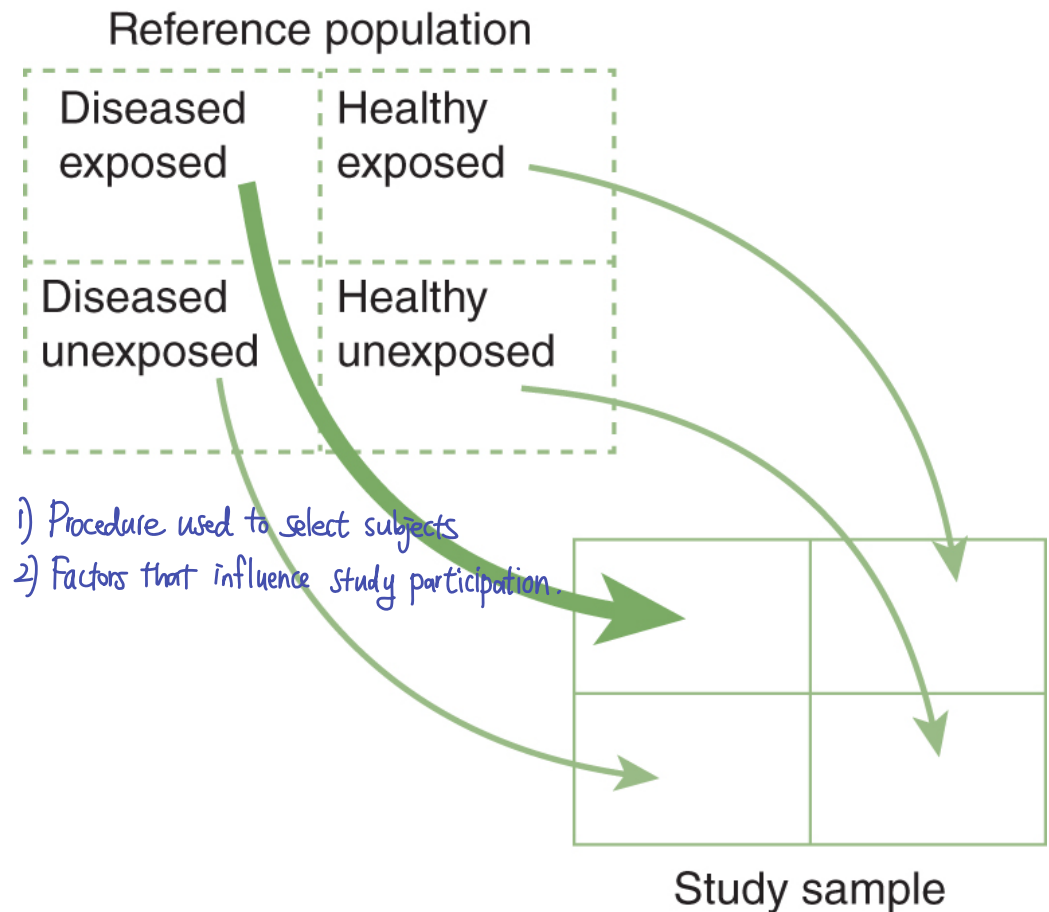 Reference population
Diseased
exposed
Healthy
exposed
Diseased
unexposed
Healthy
unexposed
1) Procedure used to select subjects
2) Factors that influence study participation.
Study sample